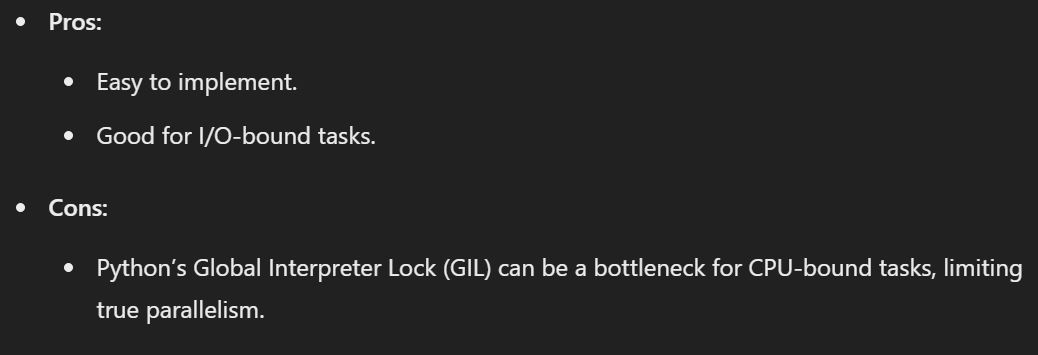 Pros:
Easy to implement.
Good for I/O-bound tasks.
Cons:
Python’s Global Interpreter Lock (GIL) can be a bottleneck for CPU-bound tasks, limiting
true parallelism.